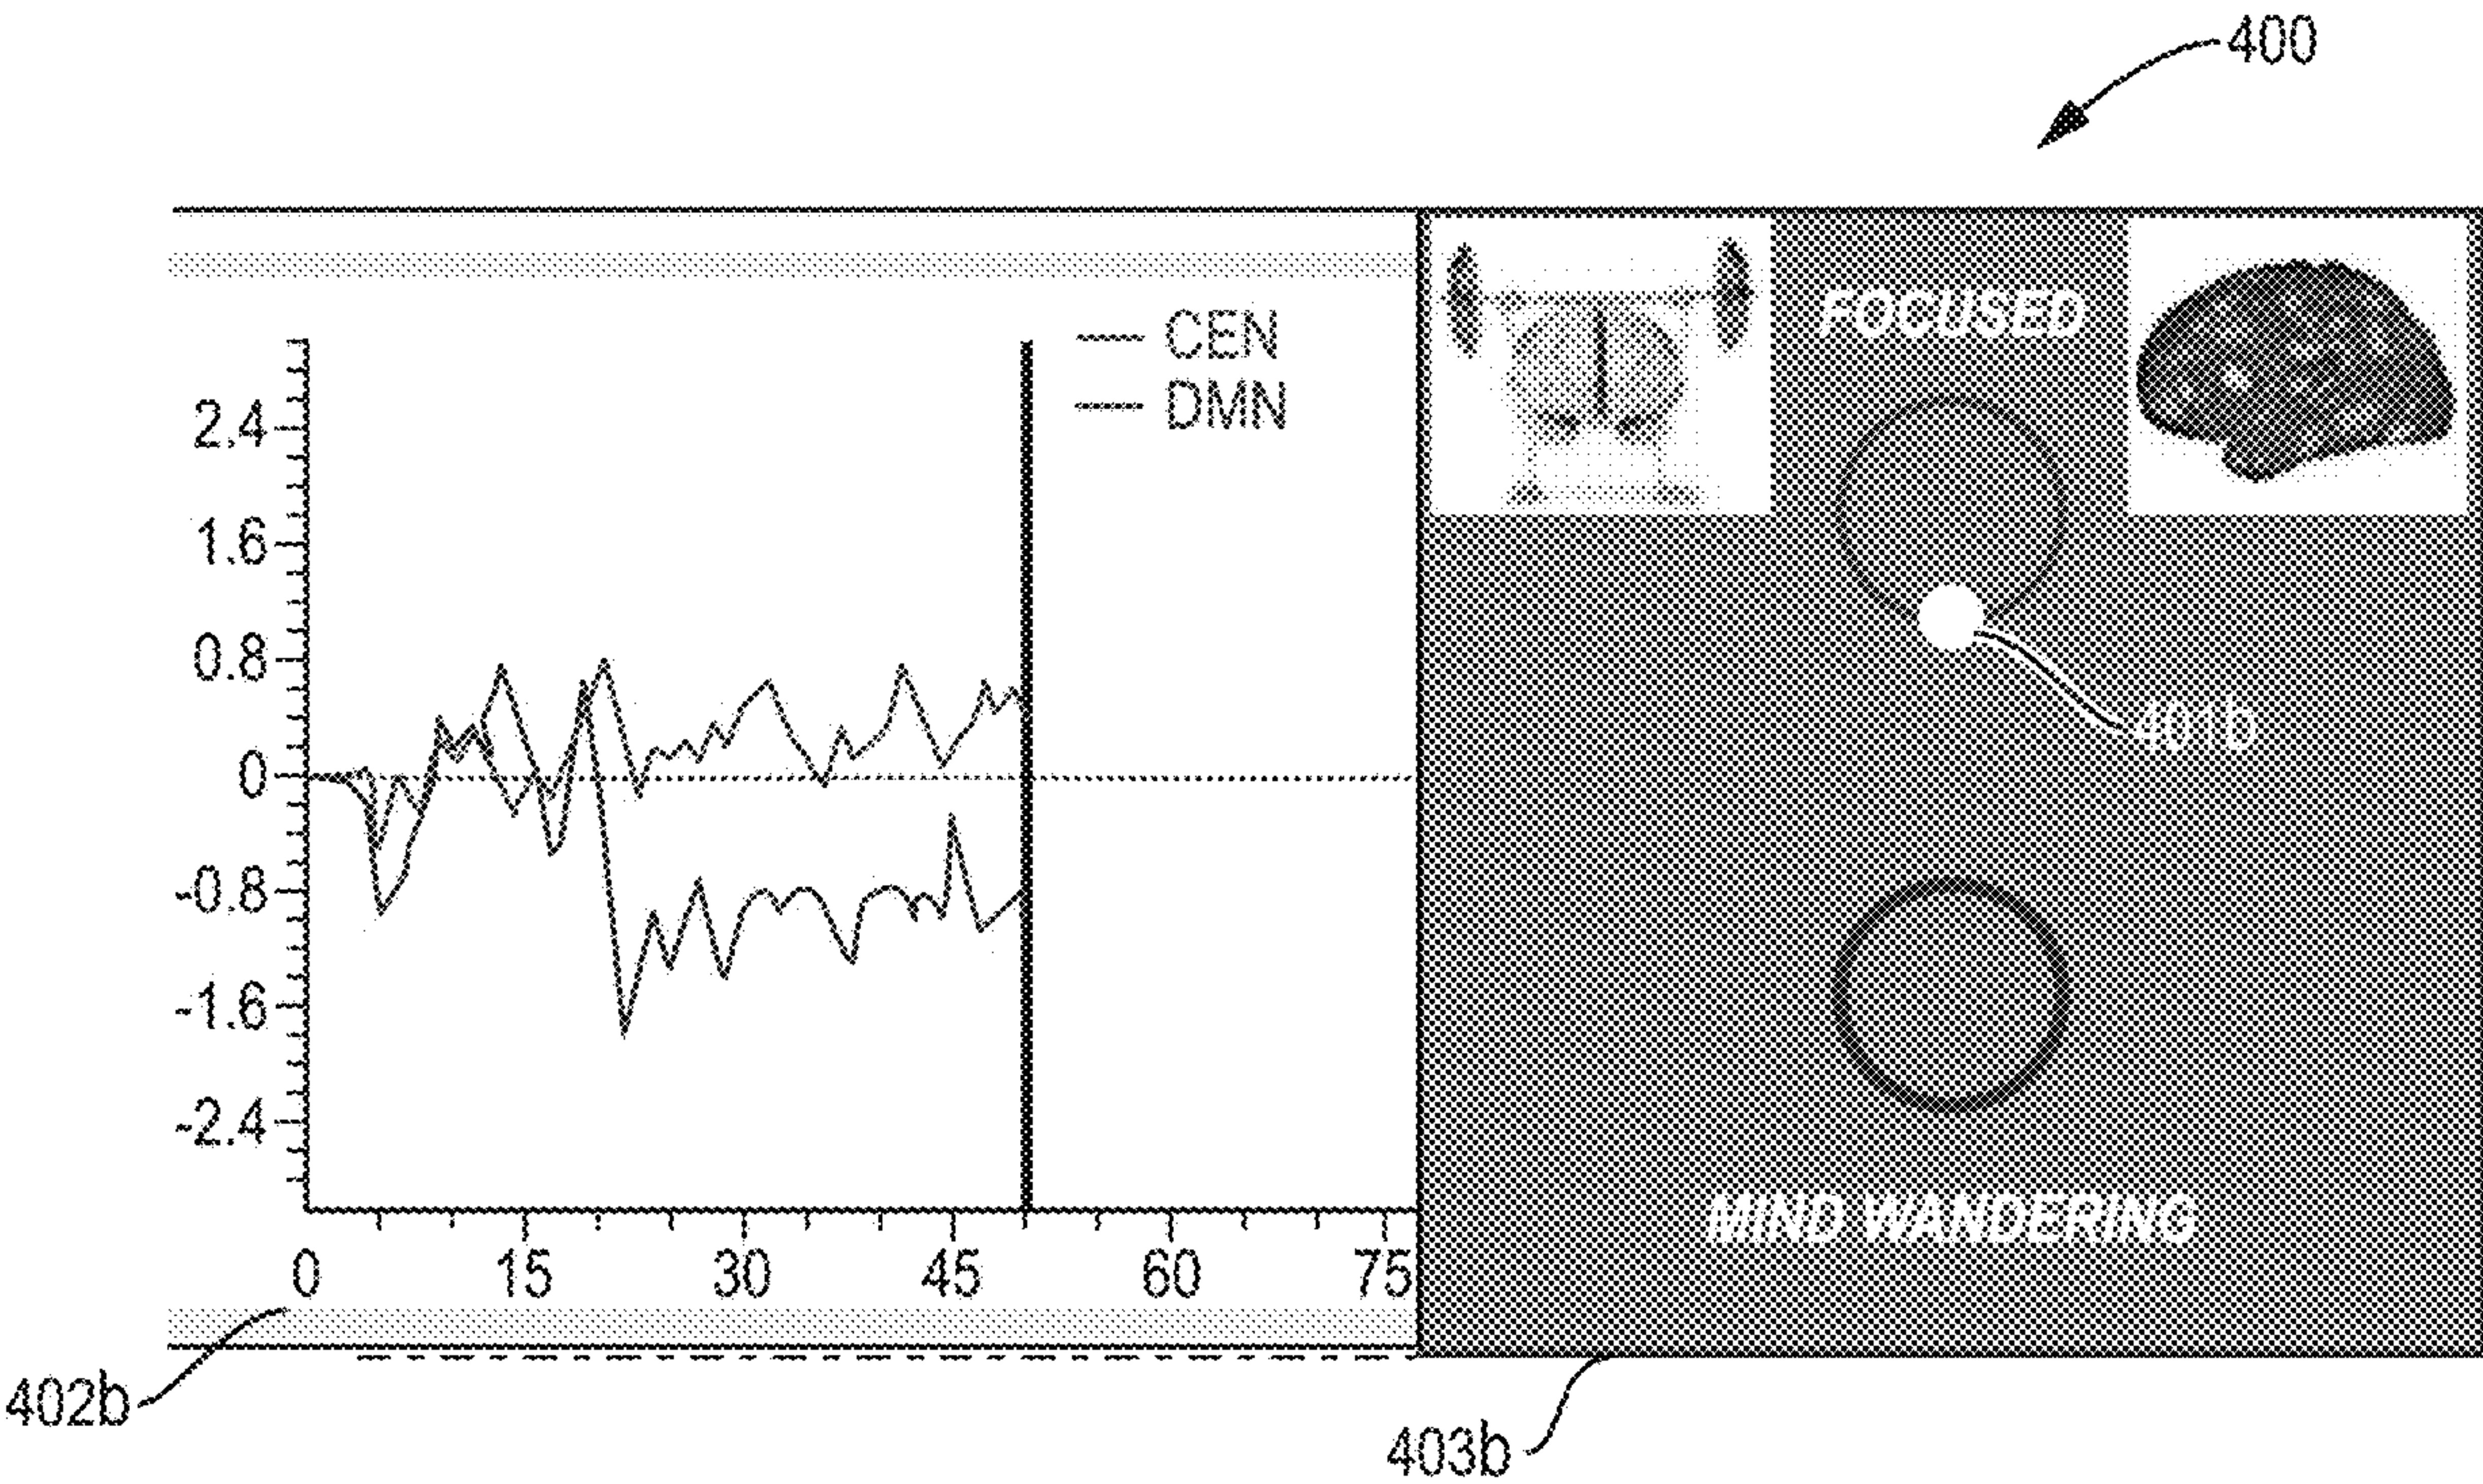 400
CEN
DMN
2.4
1.6
0.8
0
-0.8
-1.6
-2.4
0 15 30 45 60 75
FOCUSED
401b
MIND WANDERING
402b
403b